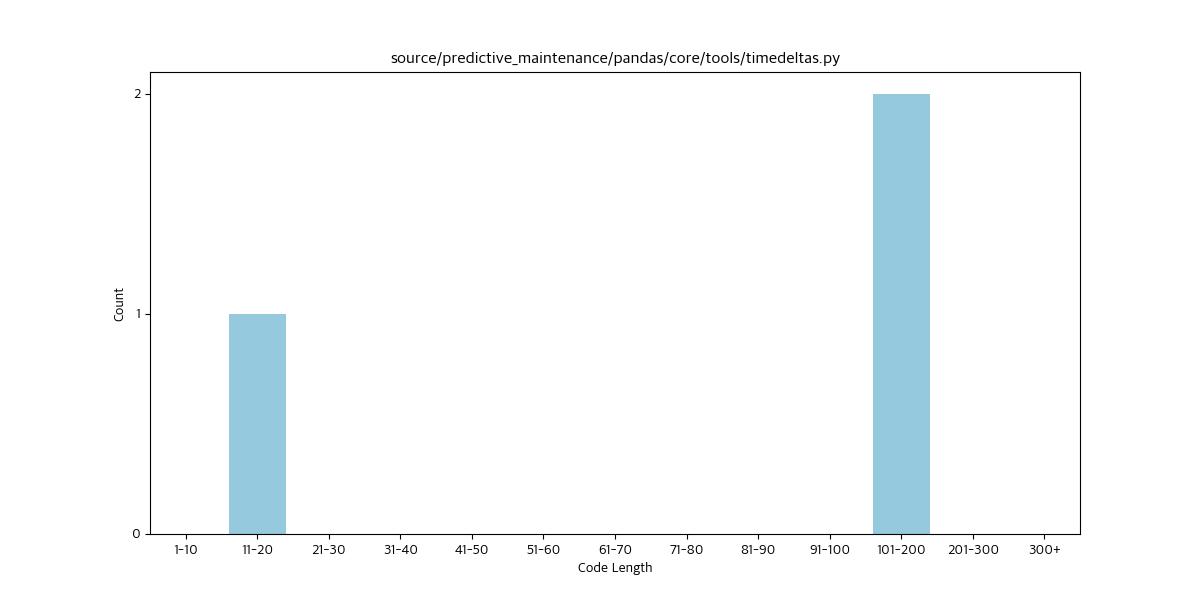 source/predictive_maintenance/pandas/core/tools/timedeltas.py
2
1
0
Count
1-10 11-20 21-30 31-40 41-50 51-60 61-70 71-80 81-90 91-100 101-200 201-300 300+
Code Length